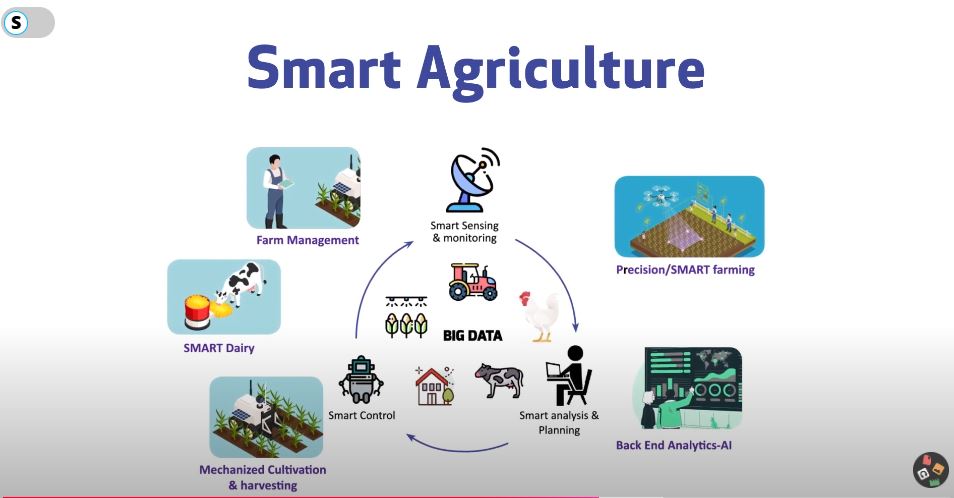 S
Smart Agriculture
Farm Management
Smart Sensing
& monitoring
Precision/SMART farming
SMART Dairy
BIG DATA
Smart Control
Smart analysis &
Planning
Back End Analytics-AI
Mechanized Cultivation
& harvesting